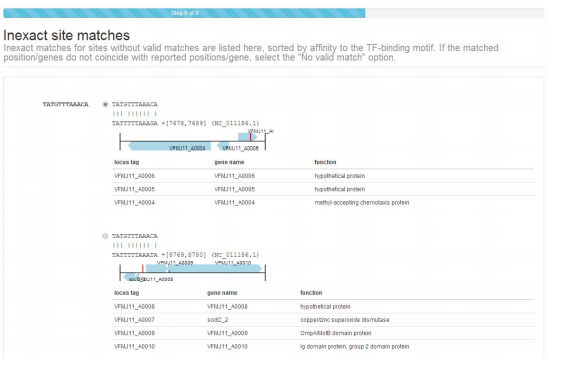 Step 6 of 9
Inexact site matches
Inexact matches for sites without valid matches are listed here, sorted by affinity to the TF-binding motif. If the matched
position/genes do not coincide with reported positions/gene, select the "No valid match" option.
TATGTTTAAACA
TATGTTTAAACA
||| |||||| |
TATTTTTAAAGA +[7678,7689] (NC_011186.1)
VFMJ11_A(
VFMJ11_A0004 VFMJ11_A0005
locus tag gene name function
VFMJ11_A0006 VFMJ11_A0006 hypothetical protein
VFMJ11_A0005 VFMJ11_A0005 hypothetical protein
VFMJ11_A0004 VFMJ11_A0004 methyl-accepting chemotaxis protein
TATGTTTAAACA
||| |||||| |
TATTTTTAAATA +[8769,8780] (NC_011186.1)
VFMJ11_A0009 VFMJ11_A0010
locus tag gene name function
VFMJ11_A0008 VFMJ11_A0008 hypothetical protein
VFMJ11_A0007 sodC_2 copper/zinc superoxide dismutase
VFMJ11_A0009 VFMJ11_A0009 OmpA/MotB domain protein
VFMJ11_A0010 VFMJ11_A0010 Ig domain protein, group 2 domain protein